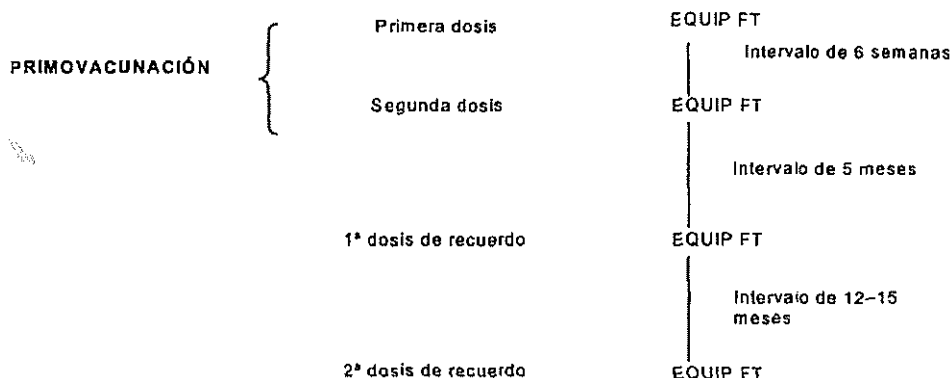 Primera dosis EQUIP FT
Intervalo de 6 semanas
PRIMOVACUNACIÓN
Segunda dosis EQUIP FT
Intervalo de 5 meses
1ª dosis de recuerdo EQUIP FT
Intervalo de 12–15
meses
2ª dosis de recuerdo EQUIP FT